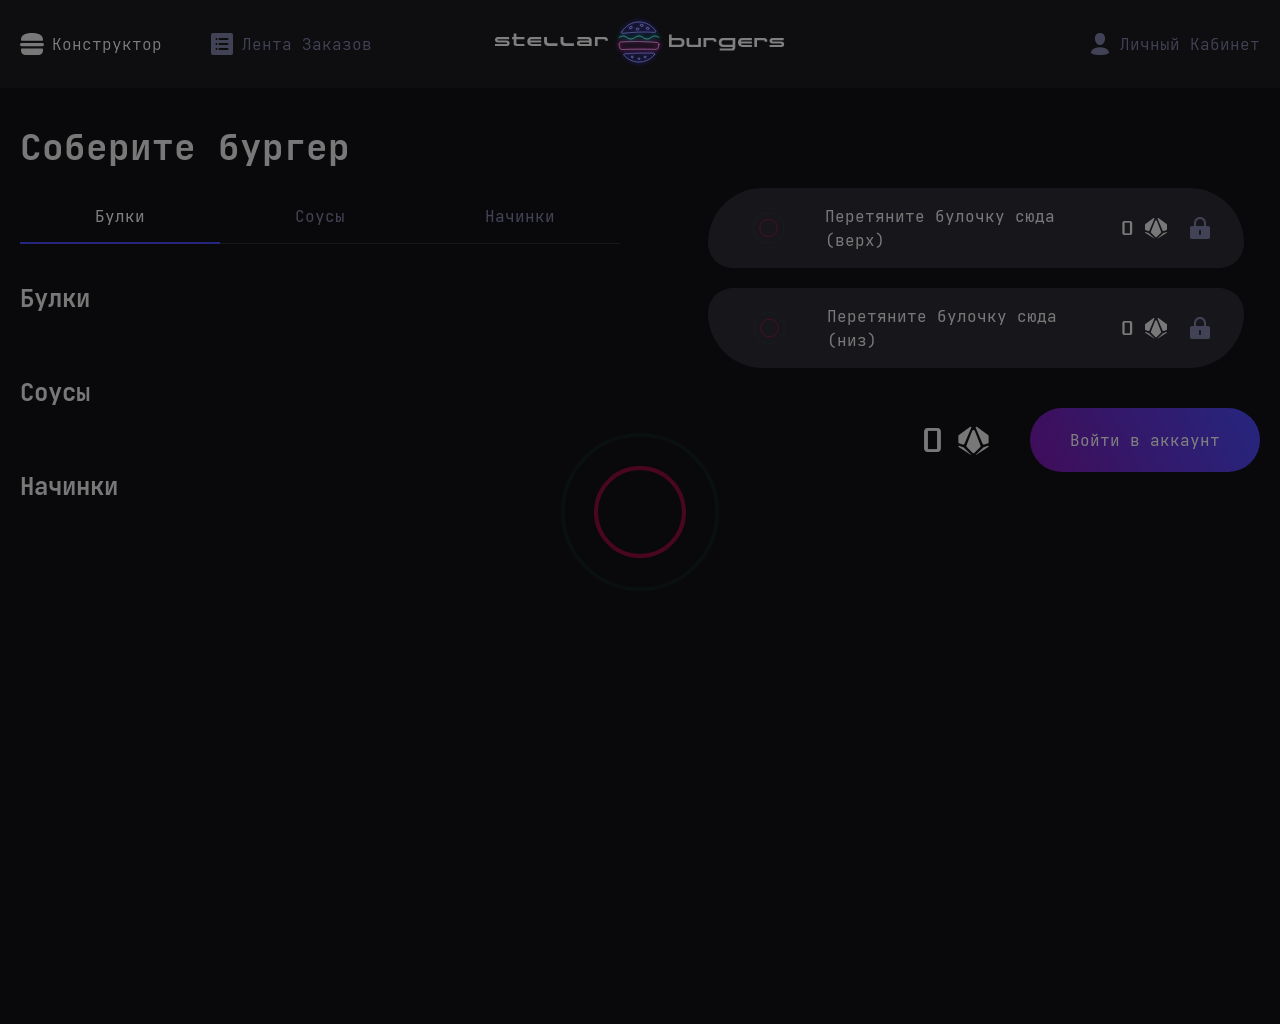 Конструктор
Лента Заказов
stellar burgers
Личный Кабинет
Соберите бургер
Булки
Соусы
Начинки
Перетяните булочку сюда
(верх)
0
Перетяните булочку сюда
(низ)
0
0
Войти в аккаунт
Булки
Соусы
Начинки